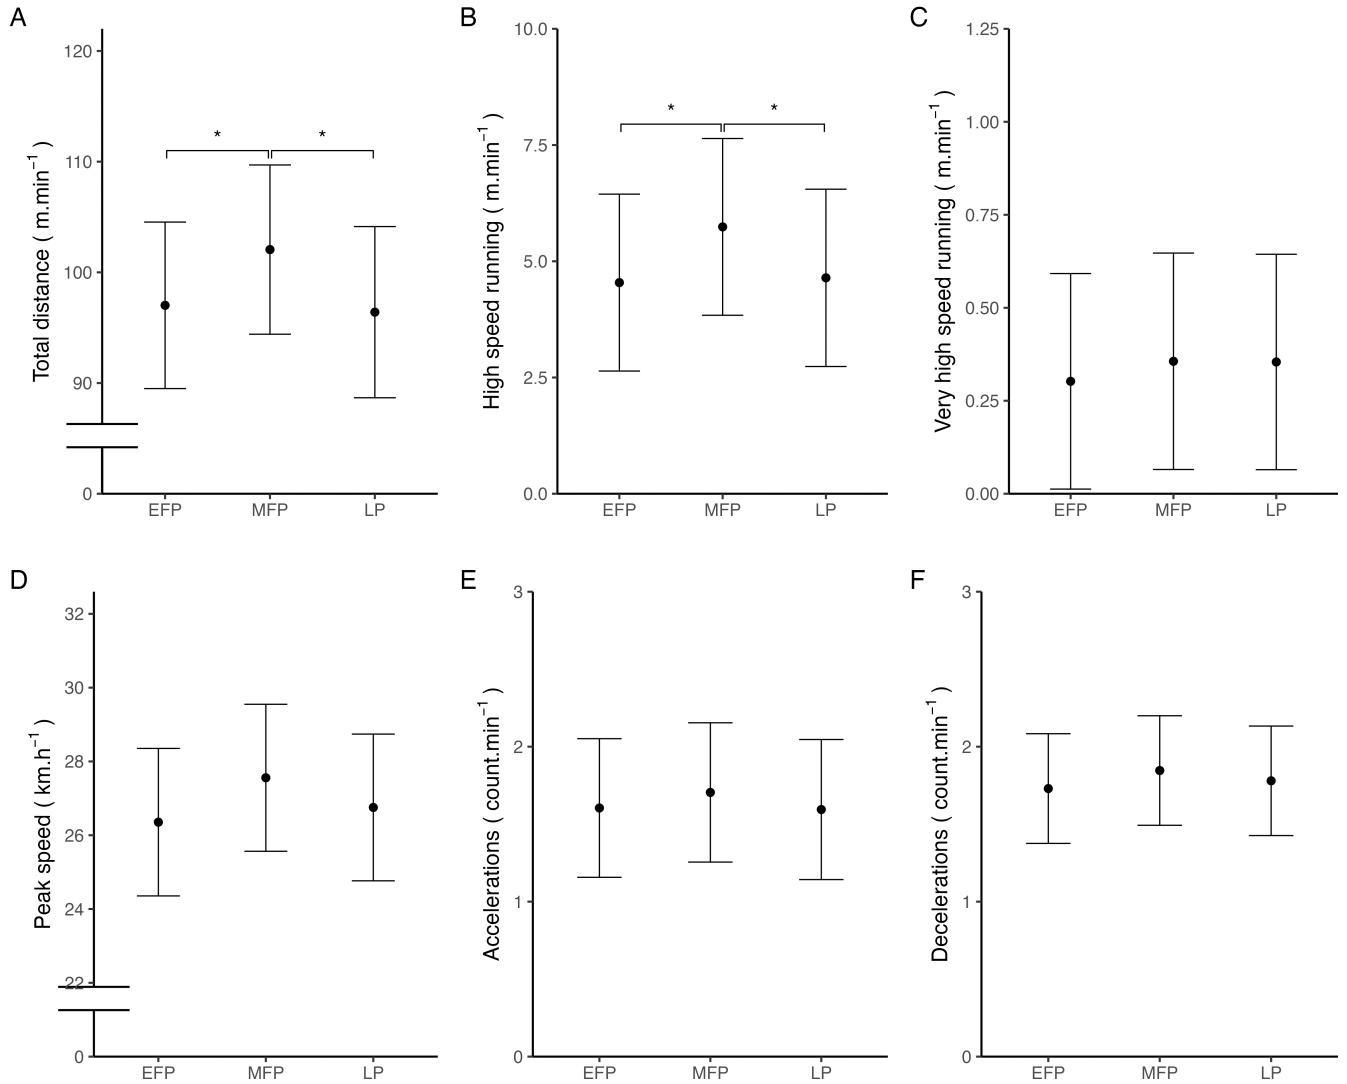 A
Total distance ( m.min⁻¹ )
120
110
100
90
0
* *
EFP MFP LP
B
High speed running ( m.min⁻¹ )
10.0
7.5
5.0
2.5
0.0
* *
EFP MFP LP
C
Very high speed running ( m.min⁻¹ )
1.25
1.00
0.75
0.50
0.25
0.00
EFP MFP LP
D
Peak speed ( km.h⁻¹ )
32
30
28
26
24
22
0
EFP MFP LP
E
Accelerations ( count.min⁻¹ )
3
2
1
0
EFP MFP LP
F
Decelerations ( count.min⁻¹ )
3
2
1
0
EFP MFP LP